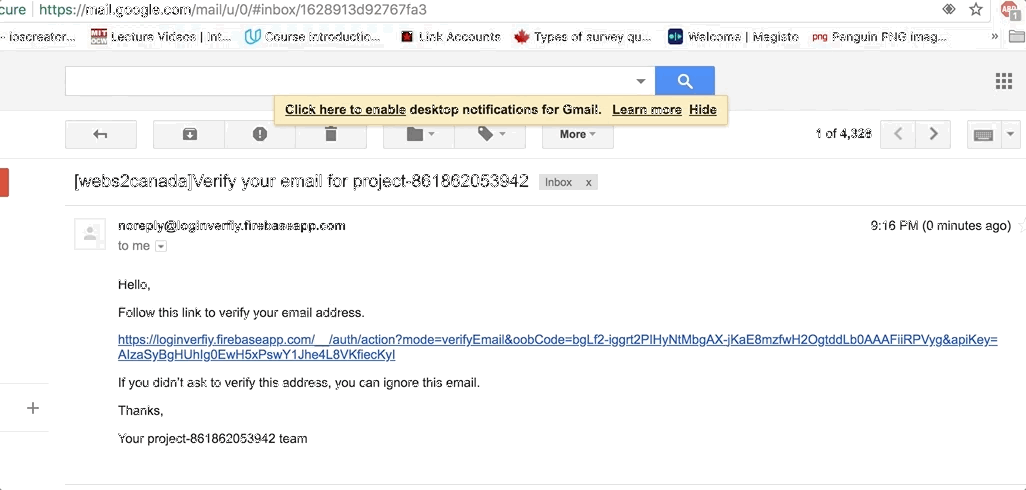 cure https://mail.google.com/mail/u/0/#inbox/1628913d92767fa3
ioscreator... Lecture Videos | Int... Course Introductio... Link Accounts Types of survey qu... Welcome | Magisto png Penguin PNG imag... »
Click here to enable desktop notifications for Gmail. Learn more Hide
More 1 of 4,328
[webs2canada]Verify your email for project-861862053942 Inbox x
noreply@loginverfiy.firebaseapp.com 9:16 PM (0 minutes ago)
to me
Hello,
Follow this link to verify your email address.
https://loginverfiy.firebaseapp.com/__/auth/action?mode=verifyEmail&oobCode=bgLf2-iggrt2PIHyNtMbgAX-jKaE8mzfwH2OgtddLb0AAAFiiRPVyg&apiKey=
AIzaSyBgHUhIg0EwH5xPswY1Jhe4L8VKfiecKyI
If you didn't ask to verify this address, you can ignore this email.
Thanks,
Your project-861862053942 team